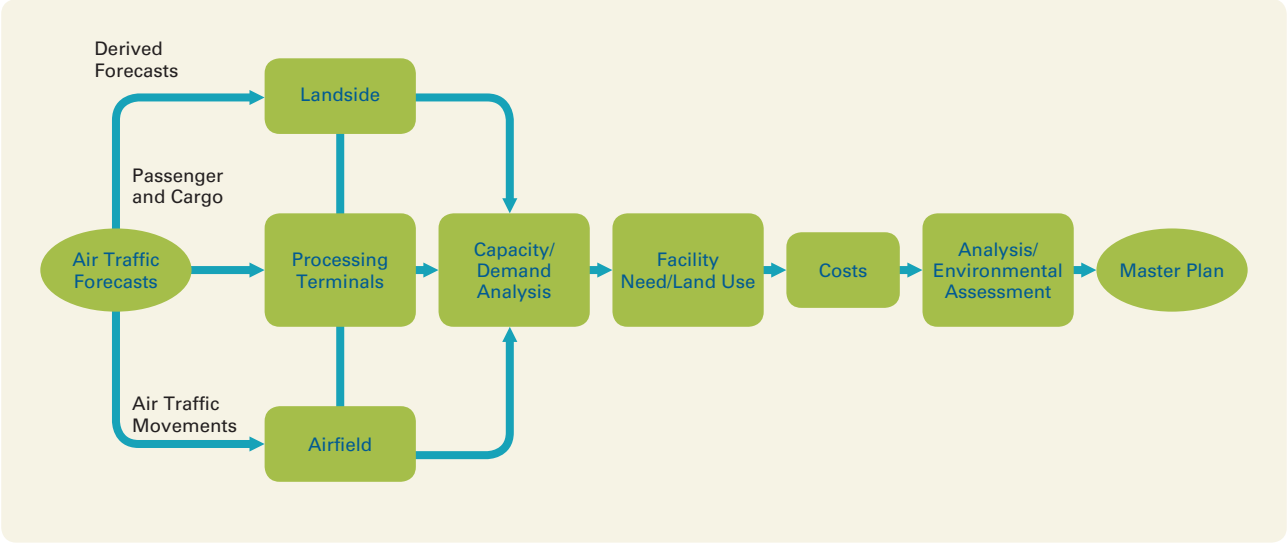 Derived
Forecasts
Landside
Passenger
and Cargo
Air Traffic
Forecasts
Processing
Terminals
Capacity/
Demand
Analysis
Facility
Need/Land Use
Costs
Analysis/
Environmental
Assessment
Master Plan
Air Traffic
Movements
Airfield